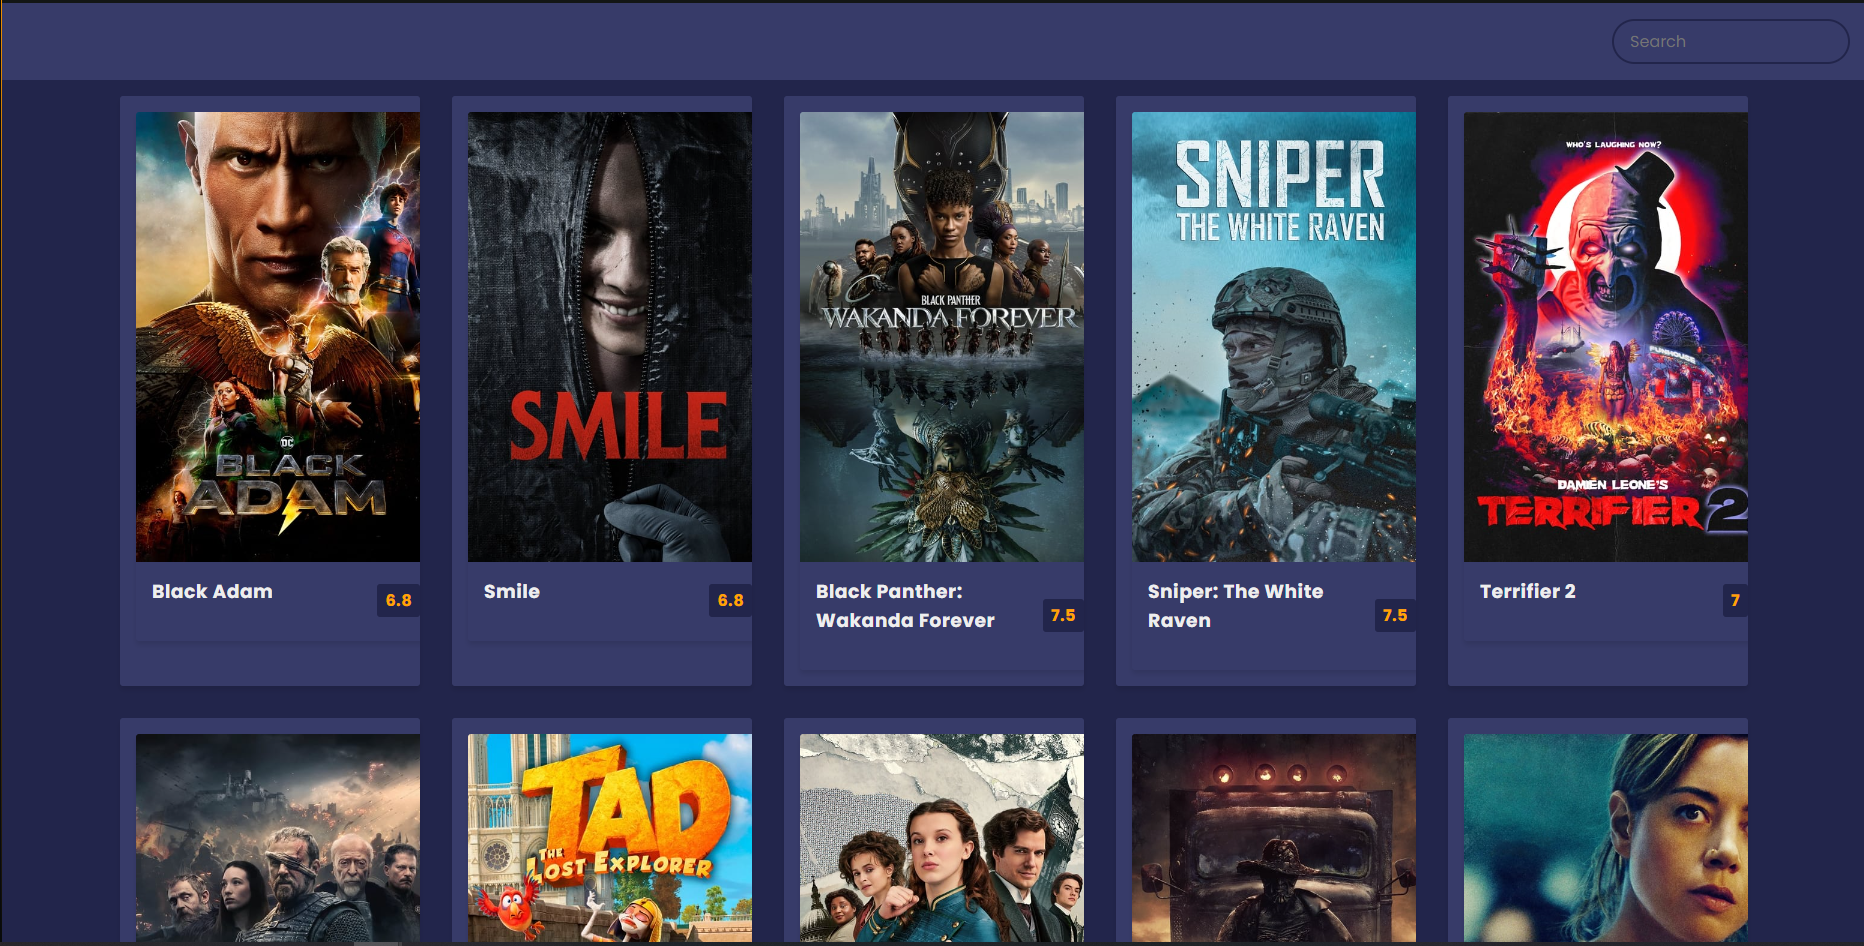 Search
DC
BLACK
ADAM
SMILE
BLACK PANTHER
WAKANDA FOREVER
SNIPER
THE WHITE RAVEN
WHO'S LAUGHING NOW?
FUNHOUSE
DAMIEN LEONE'S
TERRIFIER 2
Black Adam
6.8
Smile
6.8
Black Panther:
Wakanda Forever
7.5
Sniper: The White
Raven
7.5
Terrifier 2
7
TAD
THE
LOST EXPLORER